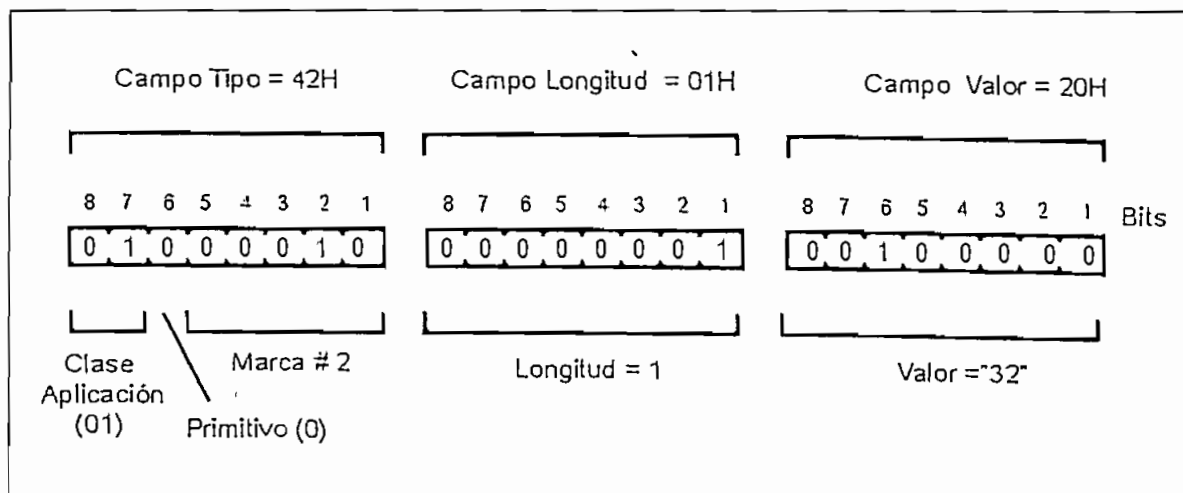 Campo Tipo = 42H Campo Longitud = 01H Campo Valor = 20H
8 7 6 5 4 3 2 1 8 7 6 5 4 3 2 1 8 7 6 5 4 3 2 1 Bits
0 1 0 0 0 0 1 0 0 0 0 0 0 0 0 1 0 0 1 0 0 0 0 0
Clase Marca # 2 Longitud = 1 Valor ="32"
Aplicación
(01) Primitivo (0)